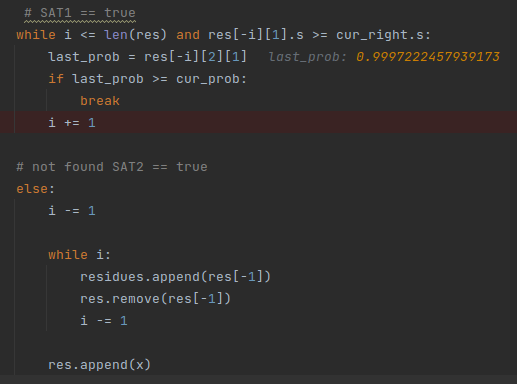 # SAT1 == true
while i <= len(res) and res[-i][1].s >= cur_right.s:
last_prob = res[-i][2][1] last_prob: 0.9997222457939173
if last_prob >= cur_prob:
break
i += 1
# not found SAT2 == true
else:
i -= 1
while i:
residues.append(res[-1])
res.remove(res[-1])
i -= 1
res.append(x)